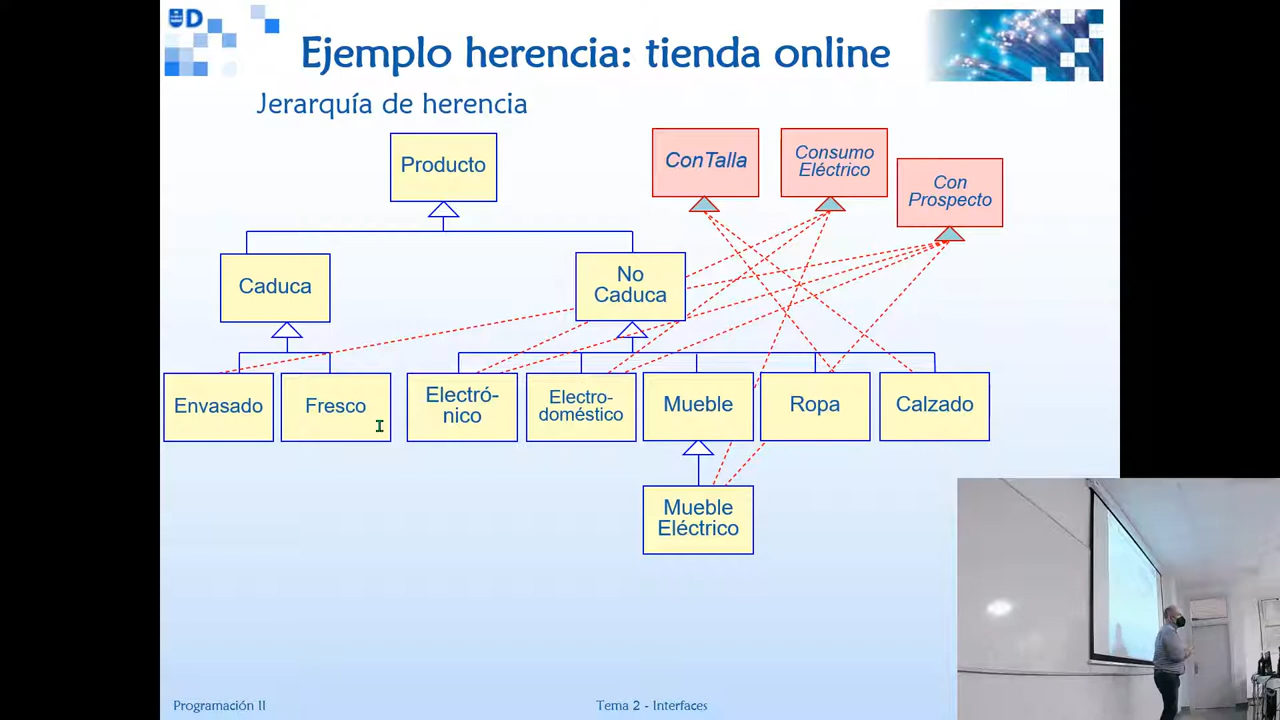 UD
Ejemplo herencia: tienda online
Jerarquía de herencia
Producto
ConTalla
Consumo
Eléctrico
Con
Prospecto
Caduca
No
Caduca
Envasado
Fresco
Electró-
nico
Electro-
doméstico
Mueble
Ropa
Calzado
Mueble
Eléctrico
Programación II
Tema 2 - Interfaces